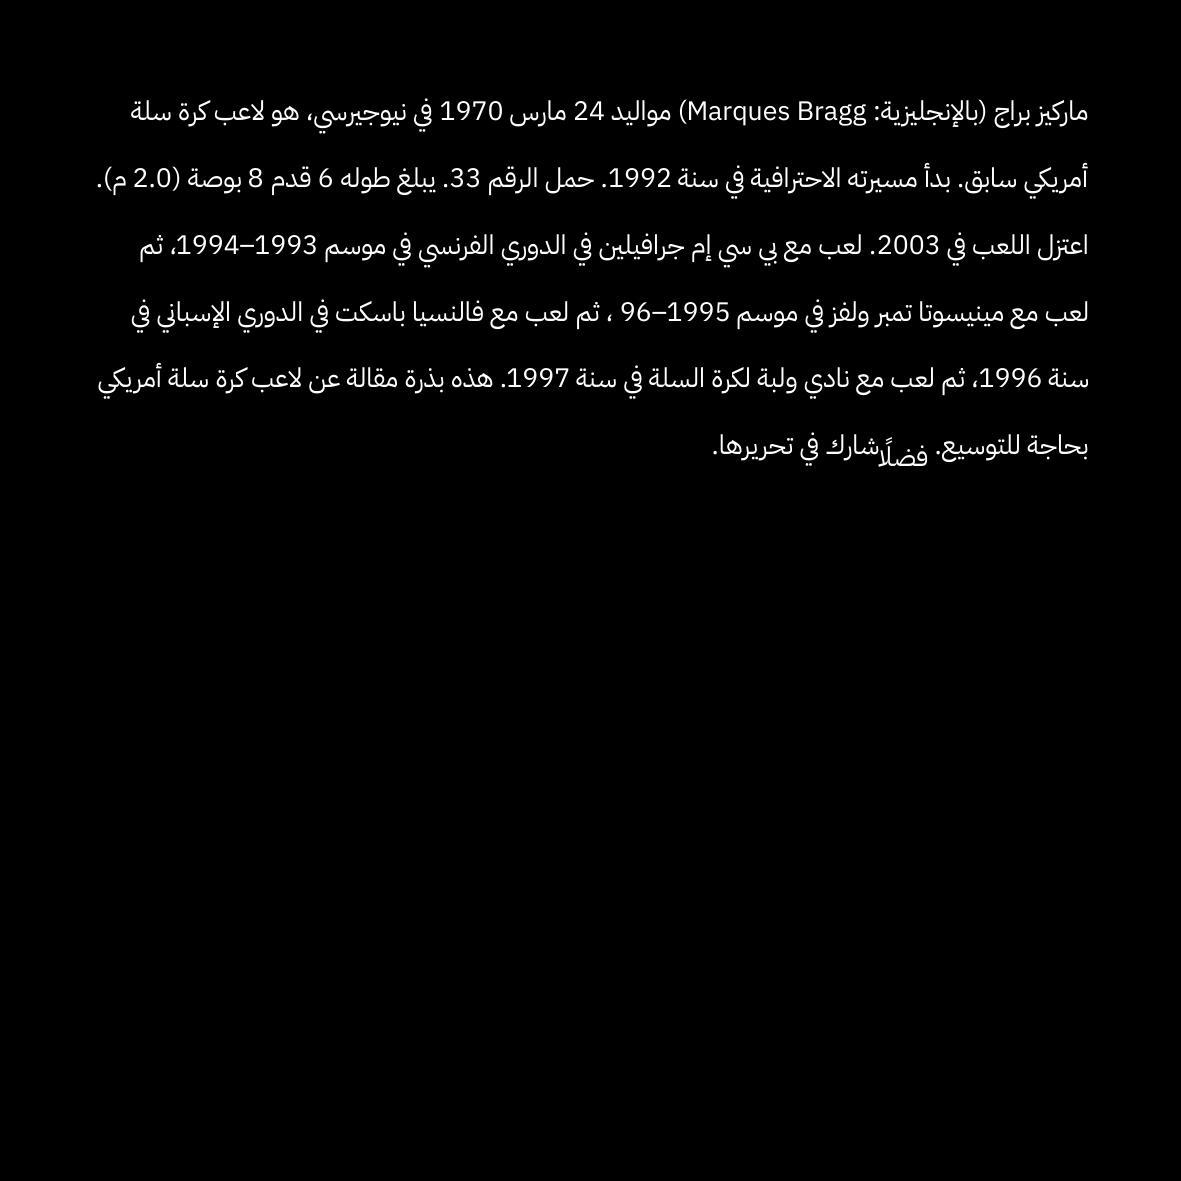 ماركيز براج (بالإنجليزية: Marques Bragg) مواليد 24 مارس 1970 في نيوجيرسي، هو لاعب كرة سلة
أمريكي سابق. بدأ مسيرته الاحترافية في سنة 1992. حمل الرقم 33. يبلغ طوله 6 قدم 8 بوصة (2.0 م).
اعتزل اللعب في 2003. لعب مع بي سي إم جرافيلين في الدوري الفرنسي في موسم 1993–1994، ثم
لعب مع مينيسوتا تمبر ولفز في موسم 1995–96 ، ثم لعب مع فالنسيا باسكت في الدوري الإسباني في
سنة 1996، ثم لعب مع نادي ولبة لكرة السلة في سنة 1997. هذه بذرة مقالة عن لاعب كرة سلة أمريكي
بحاجة للتوسيع. فضلًا شارك في تحريرها.